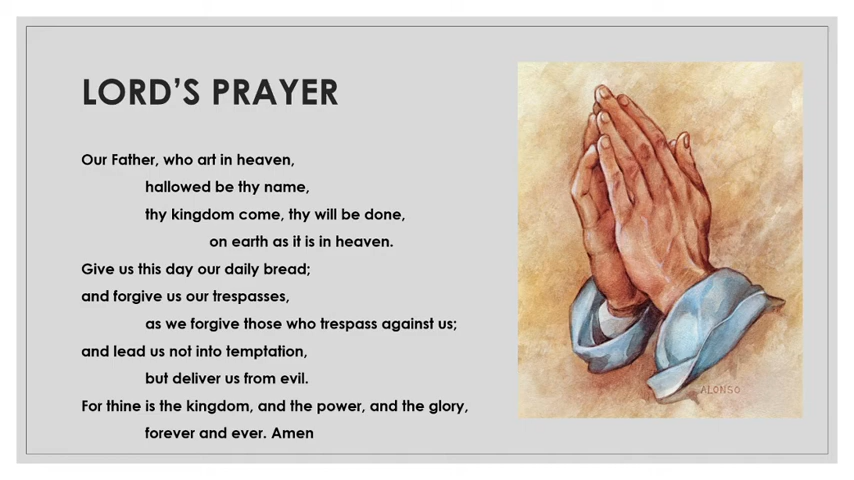 LORD’S PRAYER
Our Father, who art in heaven,
hallowed be thy name,
thy kingdom come, thy will be done,
on earth as it is in heaven.
Give us this day our daily bread;
and forgive us our trespasses,
as we forgive those who trespass against us;
and lead us not into temptation,
but deliver us from evil.
For thine is the kingdom, and the power, and the glory,
forever and ever. Amen
ALONSO